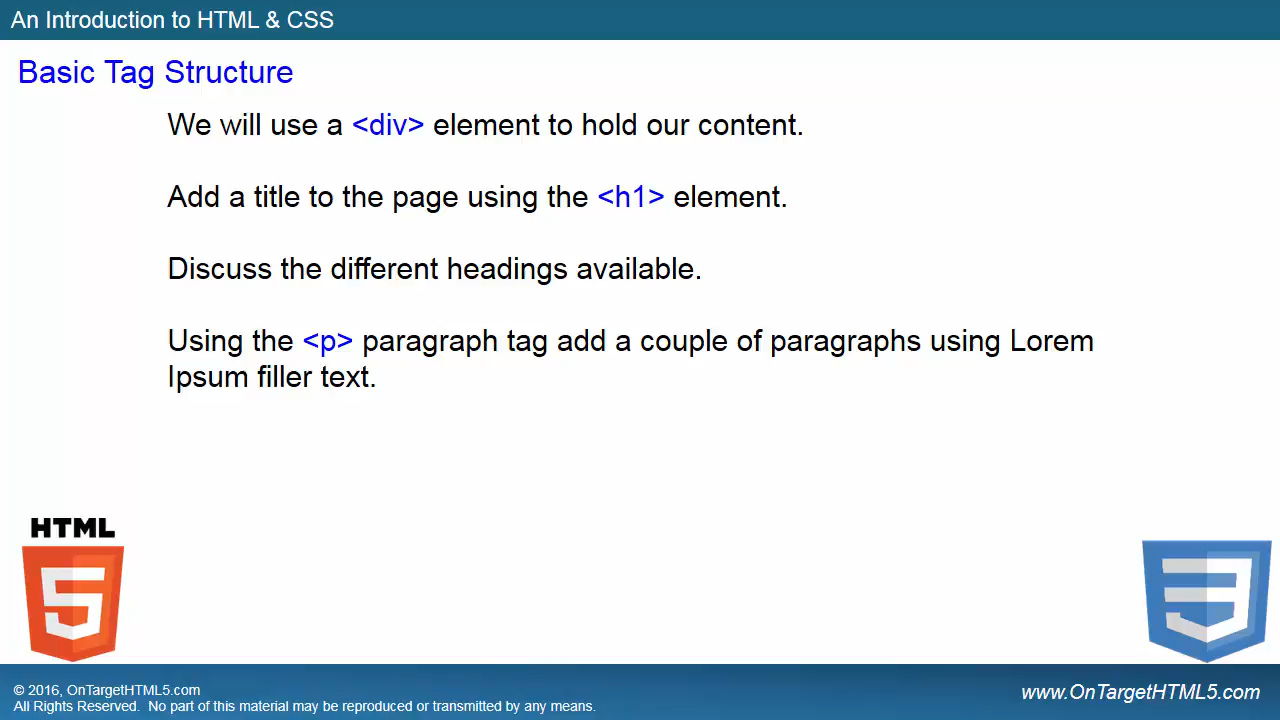 An Introduction to HTML & CSS
Basic Tag Structure
We will use a <div> element to hold our content.
Add a title to the page using the <h1> element.
Discuss the different headings available.
Using the <p> paragraph tag add a couple of paragraphs using Lorem
Ipsum filler text.
HTML
5
3
© 2016, OnTargetHTML5.com
All Rights Reserved. No part of this material may be reproduced or transmitted by any means.
www.OnTargetHTML5.com